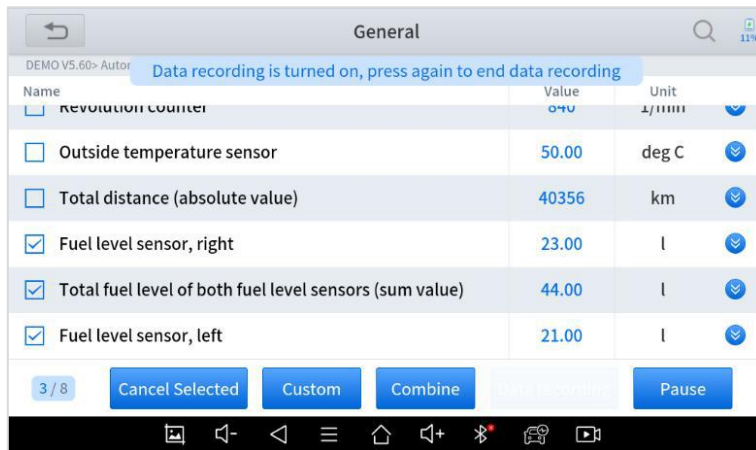 General
11%
DEMO V5.60> Autor
Data recording is turned on, press again to end data recording
Name Value Unit
Revolution counter 840 1/min
Outside temperature sensor 50.00 deg C
Total distance (absolute value) 40356 km
Fuel level sensor, right 23.00 l
Total fuel level of both fuel level sensors (sum value) 44.00 l
Fuel level sensor, left 21.00 l
3 / 8 Cancel Selected Custom Combine Data recording Pause